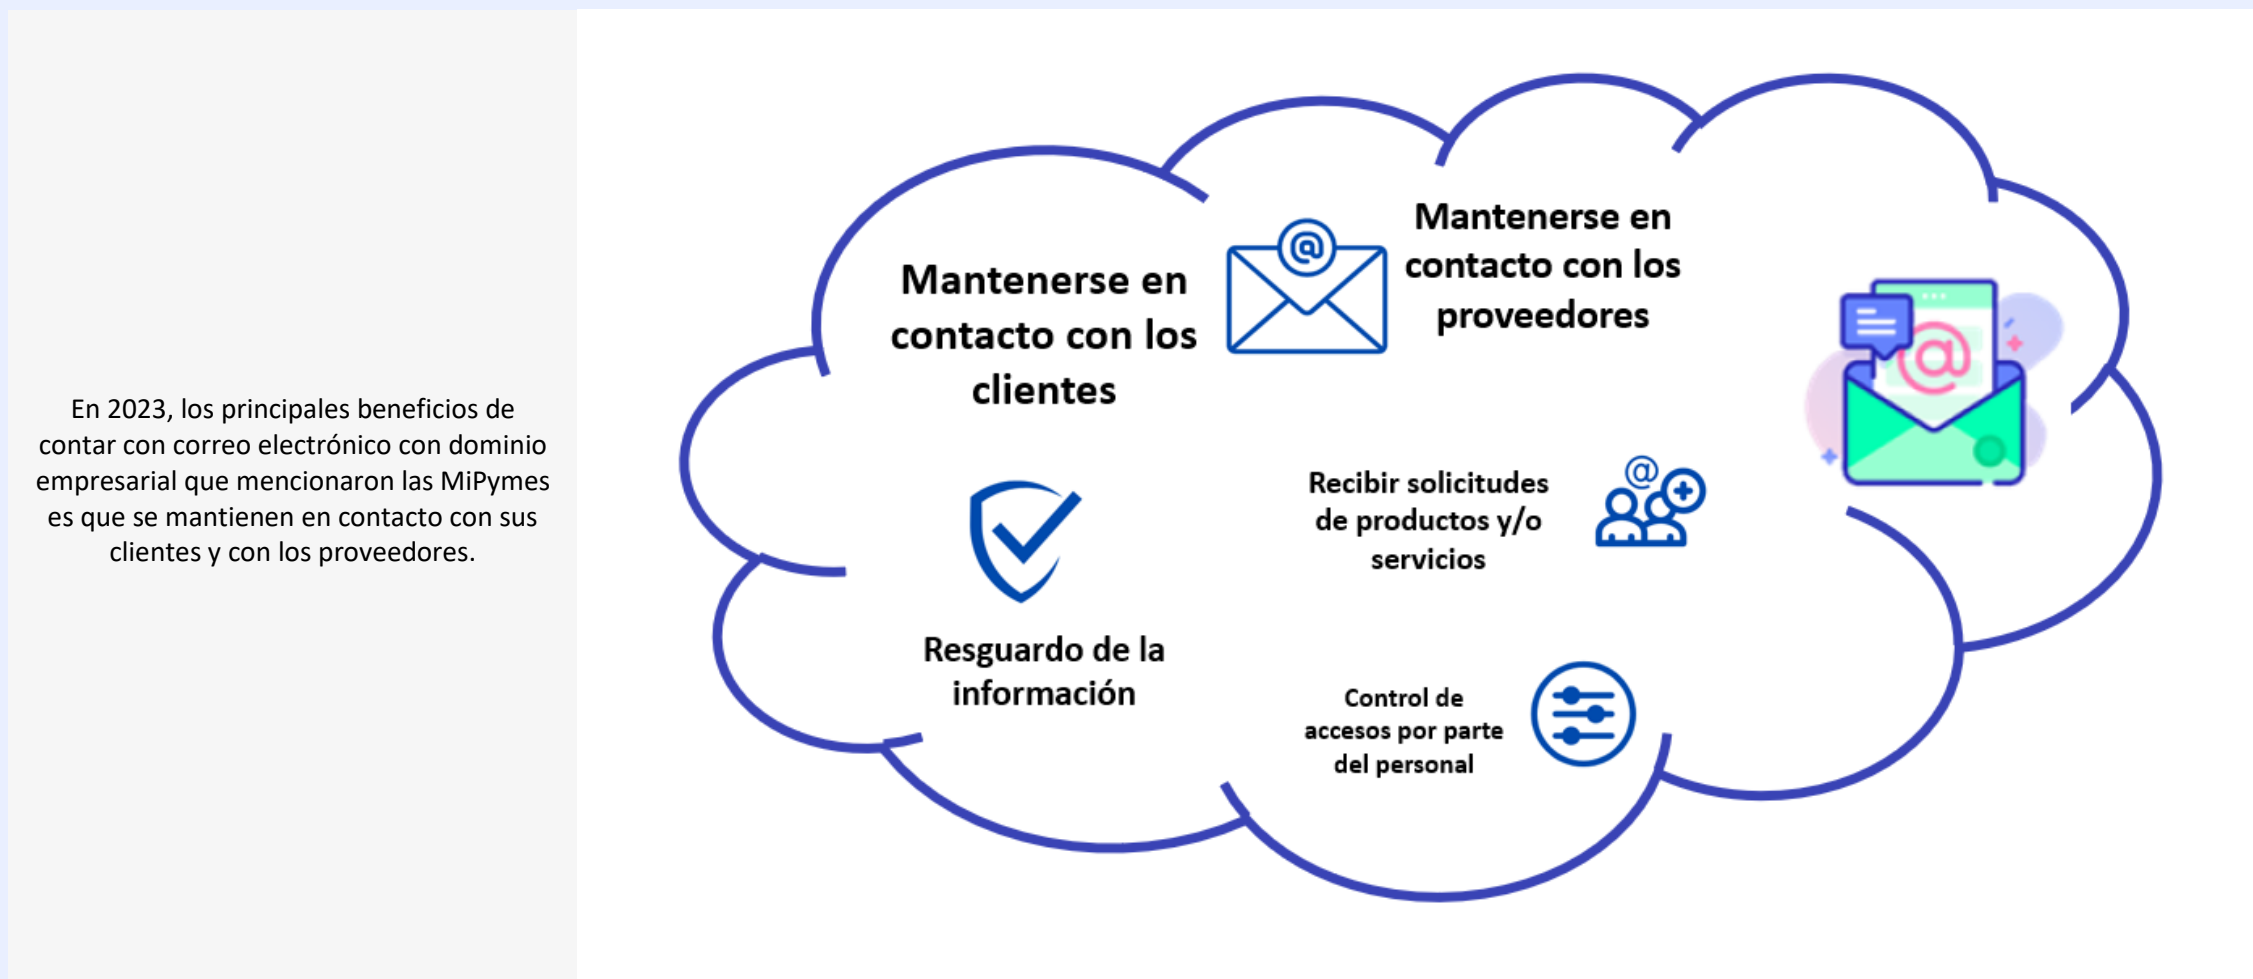 En 2023, los principales beneficios de
contar con correo electrónico con dominio
empresarial que mencionaron las MiPymes
es que se mantienen en contacto con sus
clientes y con los proveedores.
Mantenerse en
contacto con los
clientes
@
Mantenerse en
contacto con los
proveedores
@
Resguardo de la
información
Recibir solicitudes
de productos y/o
servicios
@
Control de
accesos por parte
del personal